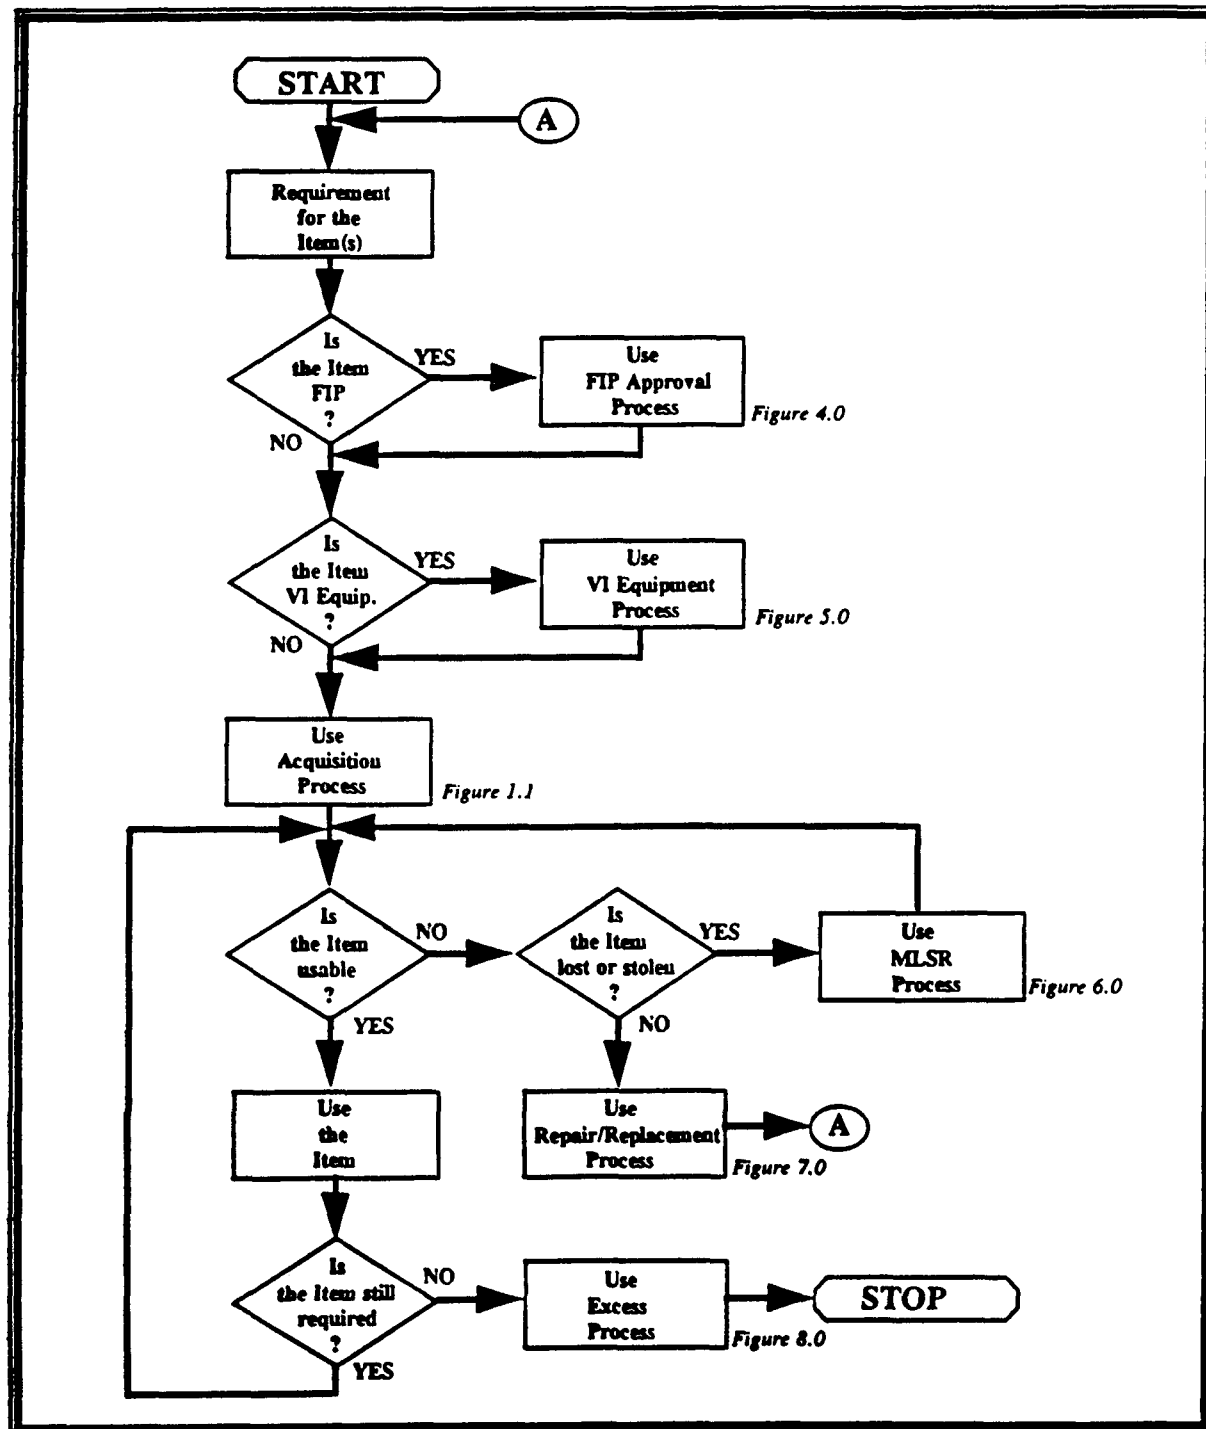 START
A
Requirement
for the
Item(s)
Is
the Item
FIP
?
YES
NO
Use
FIP Approval
Process
Figure 4.0
Is
the Item
VI Equip.
?
YES
NO
Use
VI Equipment
Process
Figure 5.0
Use
Acquisition
Process
Figure 1.1
Is
the Item
usable
?
NO
YES
Is
the Item
lost or stolen
?
YES
NO
Use
MLSR
Process
Figure 6.0
Use
the
Item
Use
Repair/Replacement
Process
Figure 7.0
A
Is
the Item still
required
?
NO
YES
Use
Excess
Process
Figure 8.0
STOP